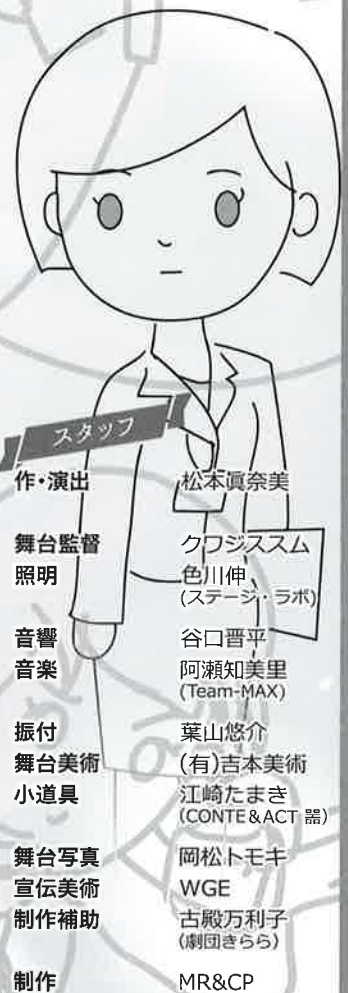 スタッフ
作・演出 松本眞奈美
舞台監督 クワジススム
照明 色川伸
(ステージ・ラボ)
音響 谷口晋平
音楽 阿瀬知美里
(Team-MAX)
振付 葉山悠介
舞台美術 (有)吉本美術
小道具 江崎たまき
(CONTE&ACT 器)
舞台写真 岡松トモキ
宣伝美術 WGE
制作補助 古殿万利子
(劇団きらら)
制作 MR&CP